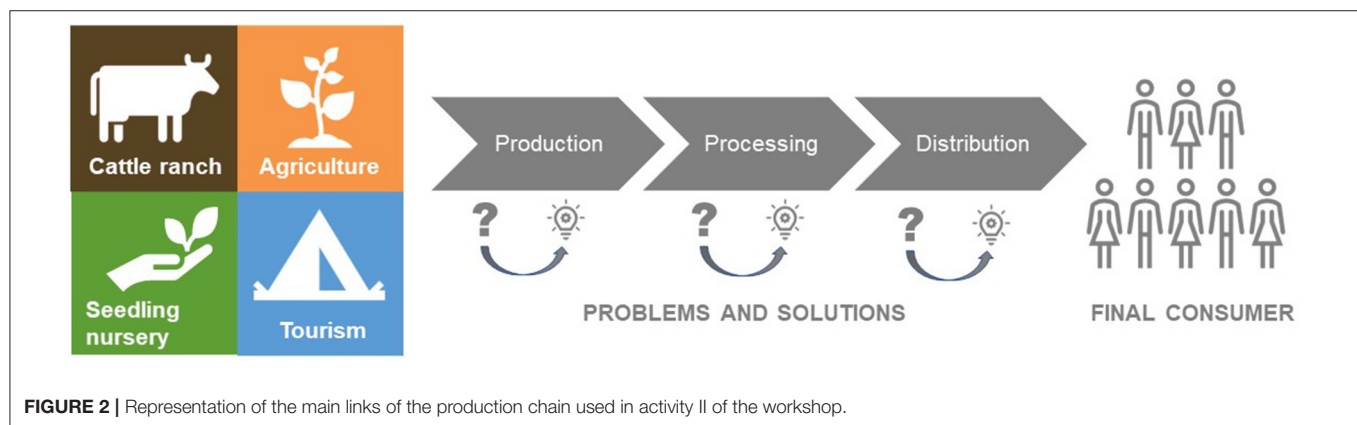 Cattle ranch
Agriculture
Seedling
nursery
Tourism
Production
Processing
Distribution
?
?
?
PROBLEMS AND SOLUTIONS
FINAL CONSUMER
FIGURE 2 | Representation of the main links of the production chain used in activity II of the workshop.